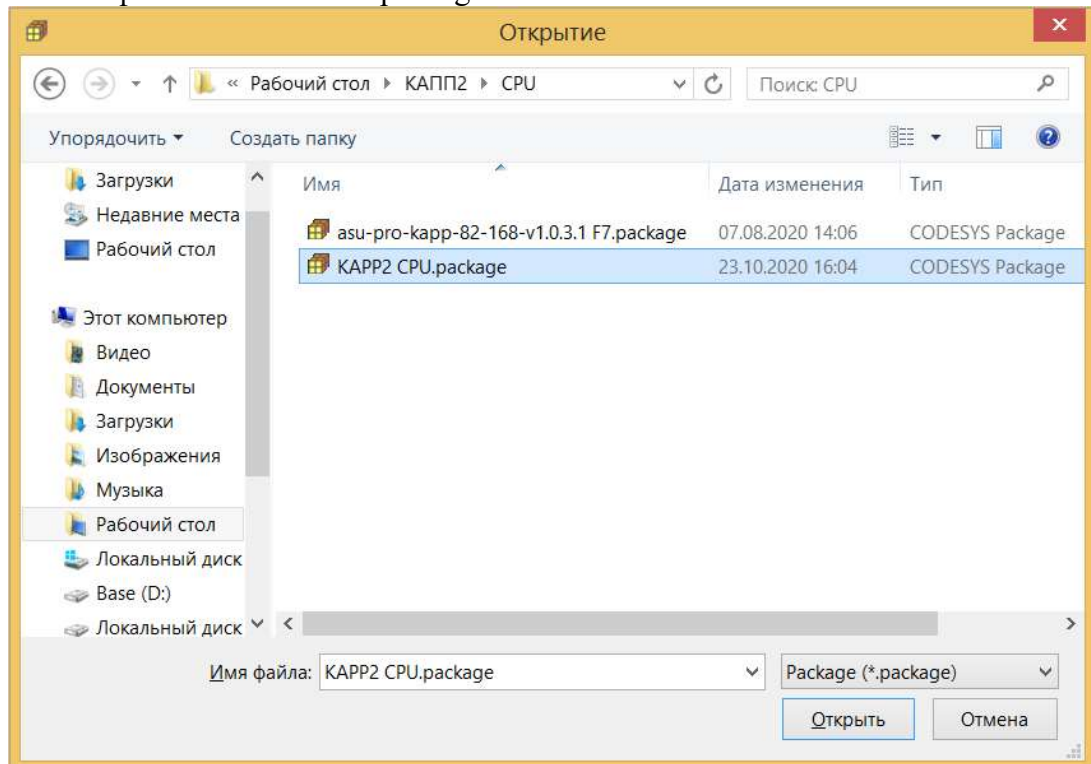 Открытие
« Рабочий стол ▸ КАПП2 ▸ CPU
Поиск: CPU
Упорядочить ▾ Создать папку
Загрузки
Недавние места
Рабочий стол
Этот компьютер
Видео
Документы
Загрузки
Изображения
Музыка
Рабочий стол
Локальный диск
Base (D:)
Локальный диск
Имя Дата изменения Тип
asu-pro-kapp-82-168-v1.0.3.1 F7.package 07.08.2020 14:06 CODESYS Package
KAPP2 CPU.package 23.10.2020 16:04 CODESYS Package
Имя файла: KAPP2 CPU.package Package (*.package)
Открыть Отмена